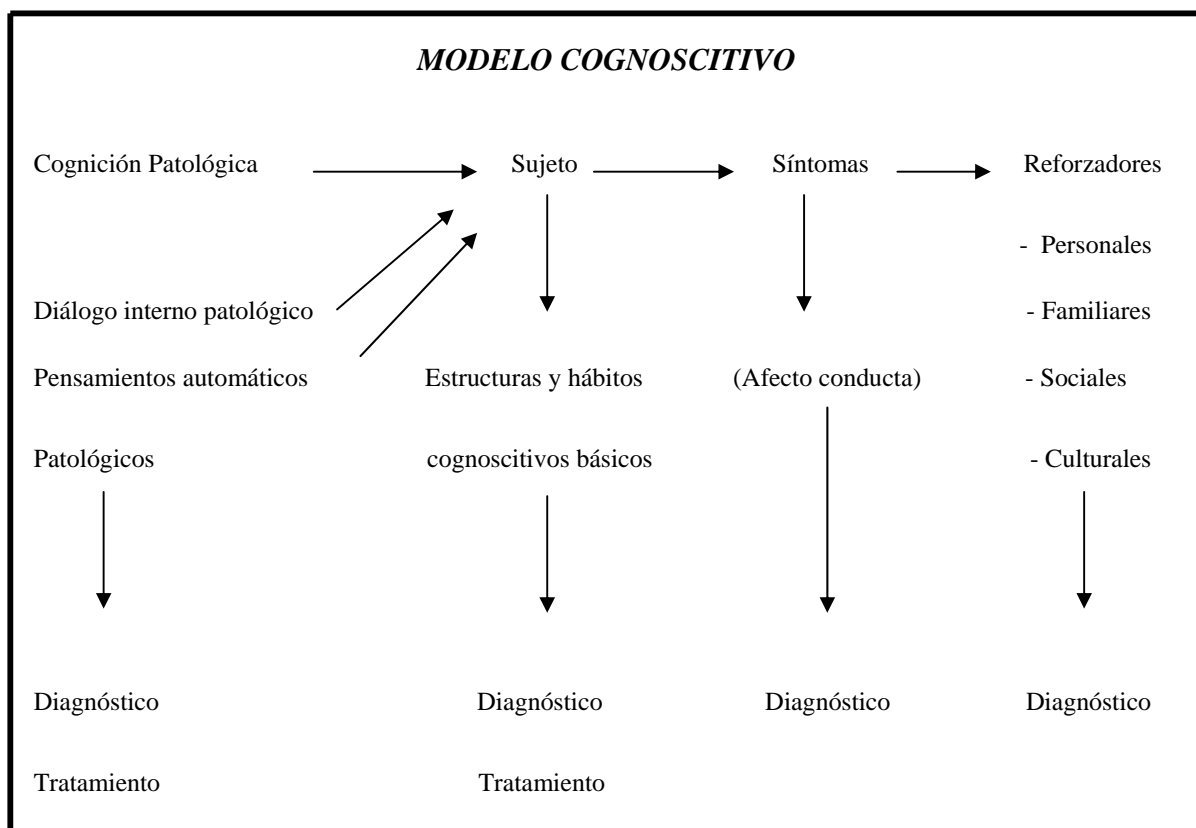 MODELO COGNOSCITIVO
Cognición Patológica Sujeto Síntomas Reforzadores
- Personales
Diálogo interno patológico - Familiares
Pensamientos automáticos Estructuras y hábitos (Afecto conducta) - Sociales
Patológicos cognoscitivos básicos - Culturales
Diagnóstico Diagnóstico Diagnóstico Diagnóstico
Tratamiento Tratamiento